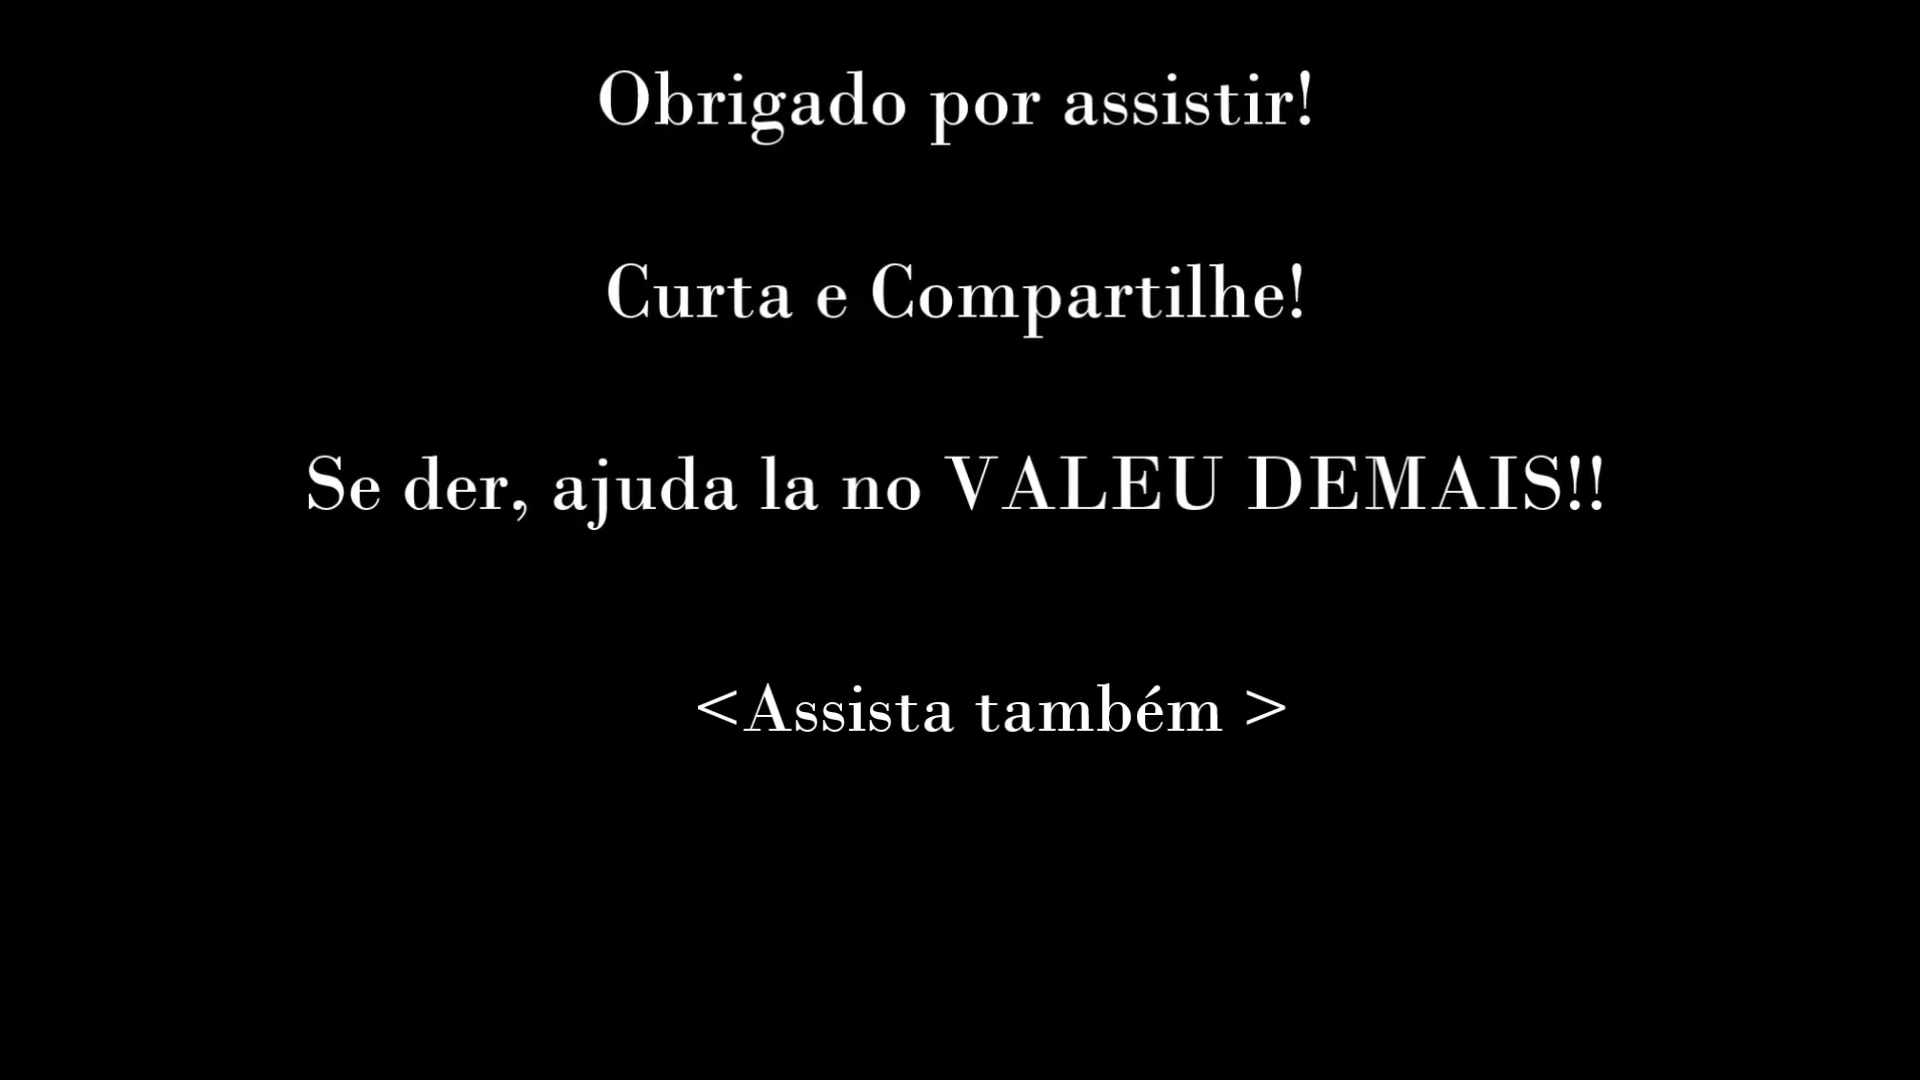 Obrigado por assistir!
Curta e Compartilhe!
Se der, ajuda la no VALEU DEMAIS!!
<Assista também >